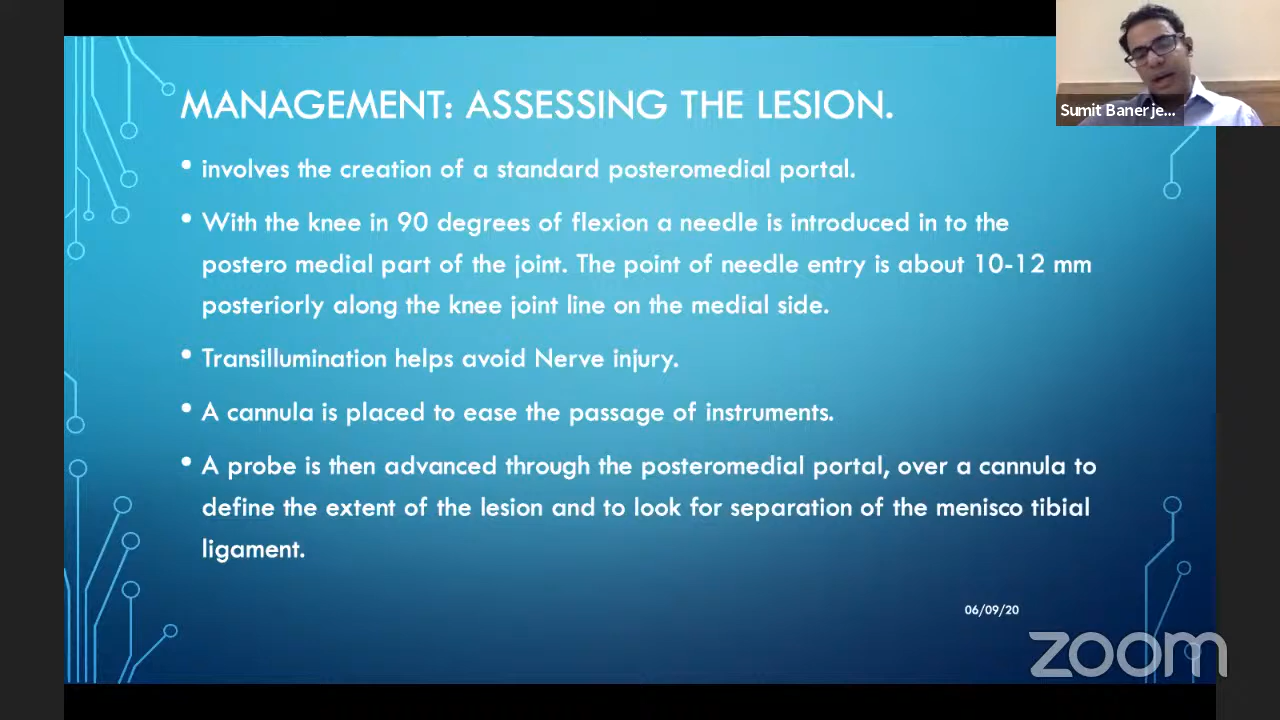 Sumit Banerje...
MANAGEMENT: ASSESSING THE LESION.
• involves the creation of a standard posteromedial portal.
• With the knee in 90 degrees of flexion a needle is introduced in to the
postero medial part of the joint. The point of needle entry is about 10-12 mm
posteriorly along the knee joint line on the medial side.
• Transillumination helps avoid Nerve injury.
• A cannula is placed to ease the passage of instruments.
• A probe is then advanced through the posteromedial portal, over a cannula to
define the extent of the lesion and to look for separation of the menisco tibial
ligament.
06/09/20
zoom